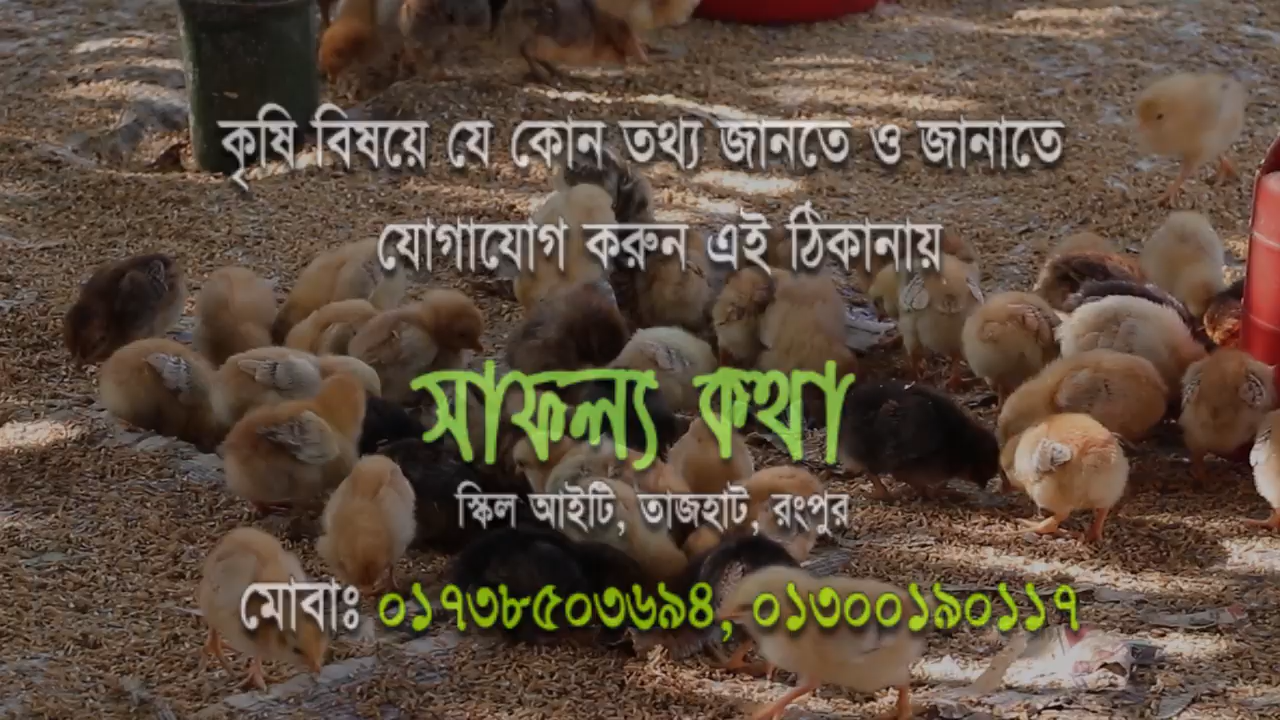 কৃষি বিষয়ে যে কোন তথ্য জানতে ও জানাতে
যোগাযোগ করুন এই ঠিকানায়
সাফল্য কথা
স্কিল আইটি, তাজহাট, রংপুর
মোবাঃ ০১৭৩৮৫০৩৬৯৪, ০১৩০০১৯০১১৭